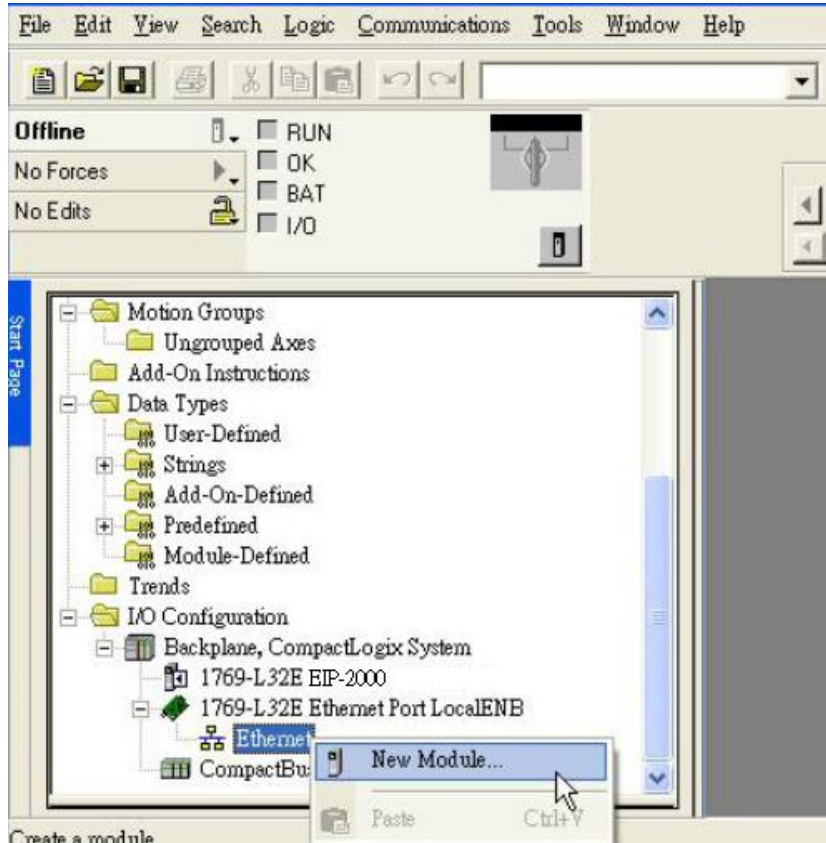 File Edit View Search Logic Communications Tools Window Help
Offline
RUN
No Forces
OK
No Edits
BAT
I/O
Start Page
Motion Groups
Ungrouped Axes
Add-On Instructions
Data Types
User-Defined
Strings
Add-On-Defined
Predefined
Module-Defined
Trends
I/O Configuration
Backplane, CompactLogix System
1769-L32E EIP-2000
1769-L32E Ethernet Port LocalENB
Ethernet
New Module...
CompactBu
Paste Ctrl+V
Create a module